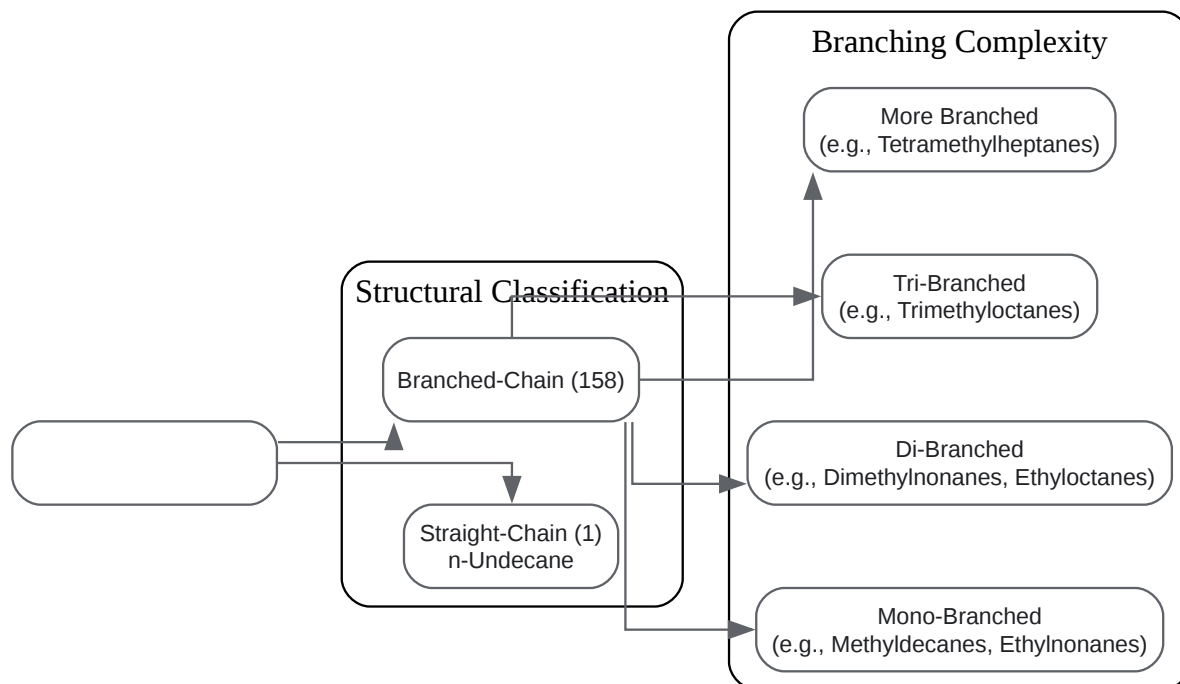 Branching Complexity
More Branched
(e.g., Tetramethylheptanes)
Structural Classification
Tri-Branched
(e.g., Trimethyloctanes)
Branched-Chain (158)
Di-Branched
(e.g., Dimethylnonanes, Ethyloctanes)
Straight-Chain (1)
n-Undecane
Mono-Branched
(e.g., Methyldecanes, Ethylnonanes)